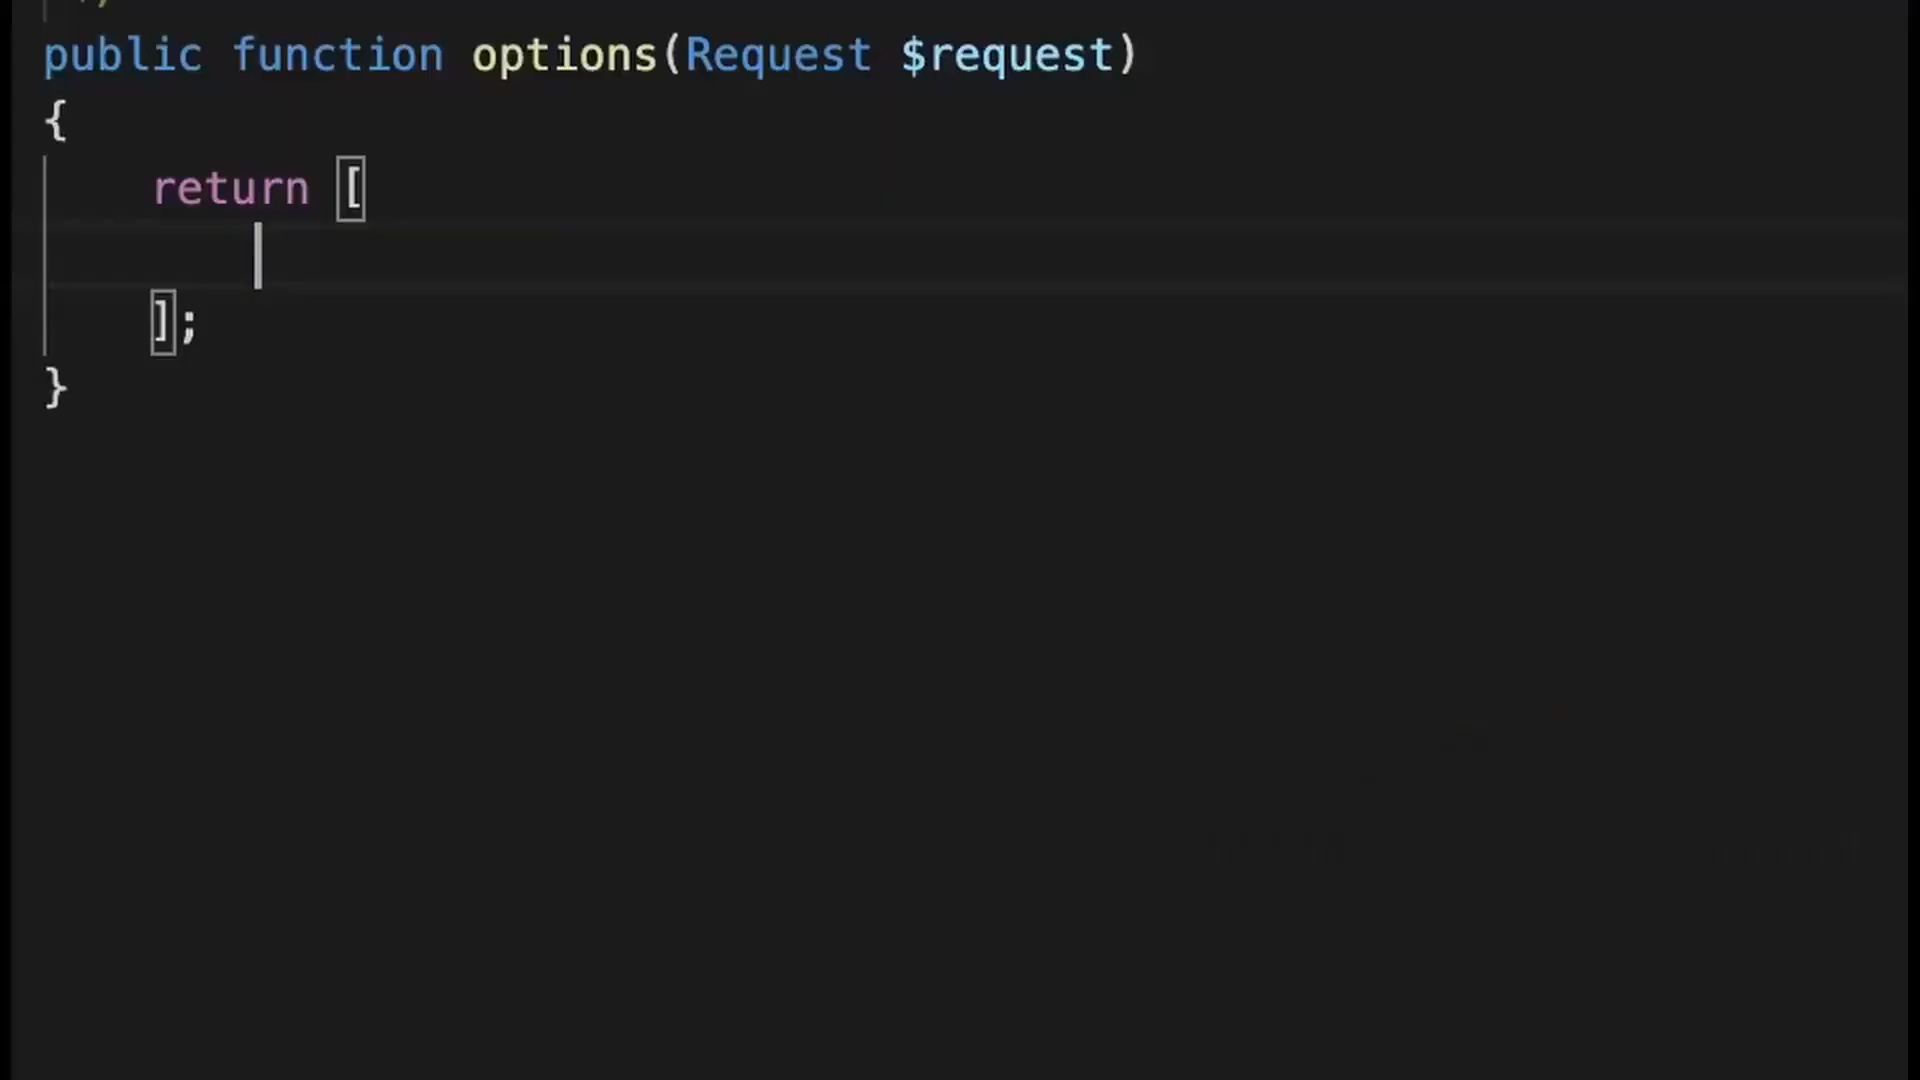 */
public function options(Request $request)
{
    return [
    ];
}